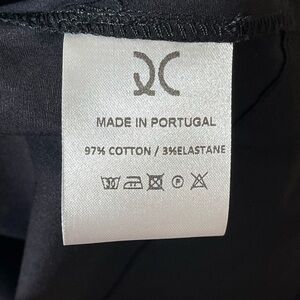 MADE IN PORTUGAL
97% COTTON / 3%ELASTANE